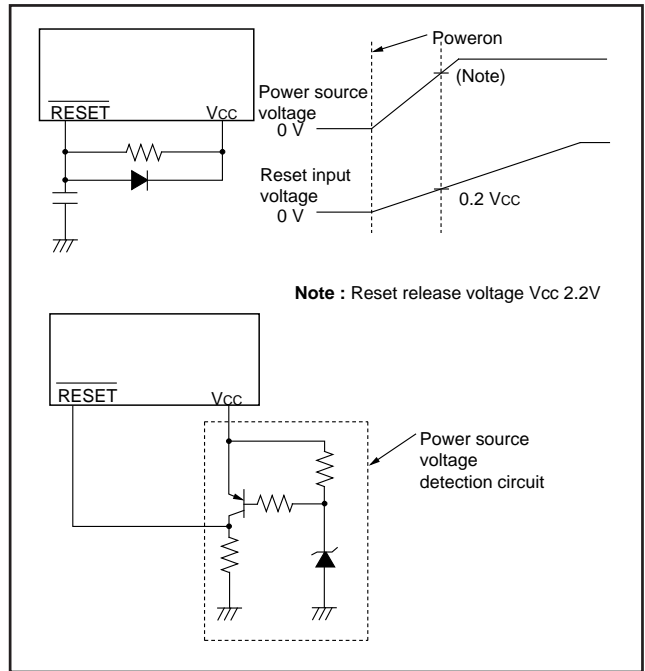 Poweron
(Note)
RESET
VCC
Power source
voltage
0 V
Reset input
voltage
0 V
0.2 VCC
Note : Reset release voltage Vcc 2.2V
RESET
VCC
Power source
voltage
detection circuit